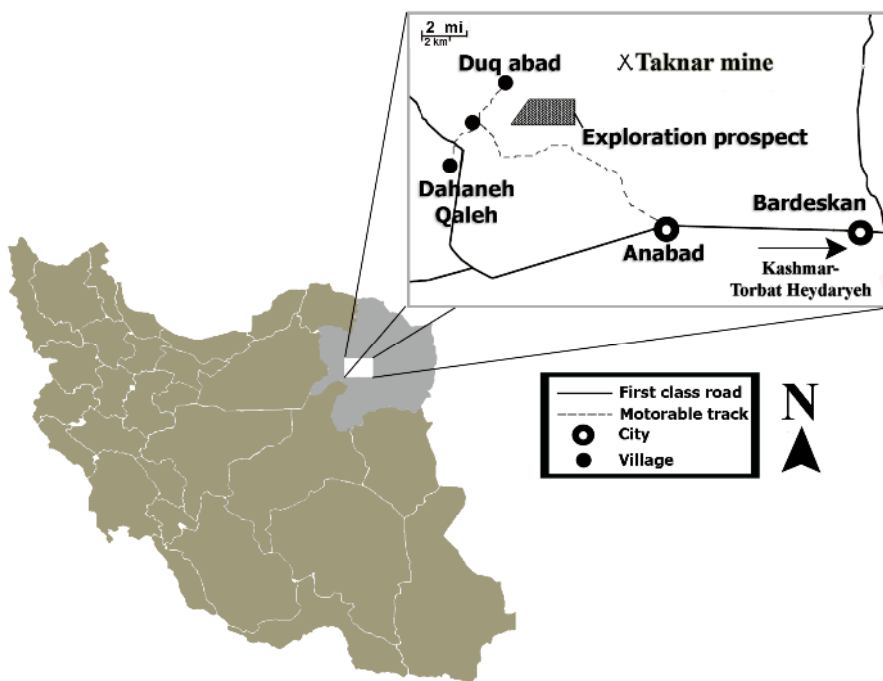 2 mi
2 km
Duq abad
Taknar mine
Exploration prospect
Dahaneh
Qaleh
Bardeskan
Anabad
Kashmar-
Torbat Heydaryeh
First class road
Motorable track
City
Village
N